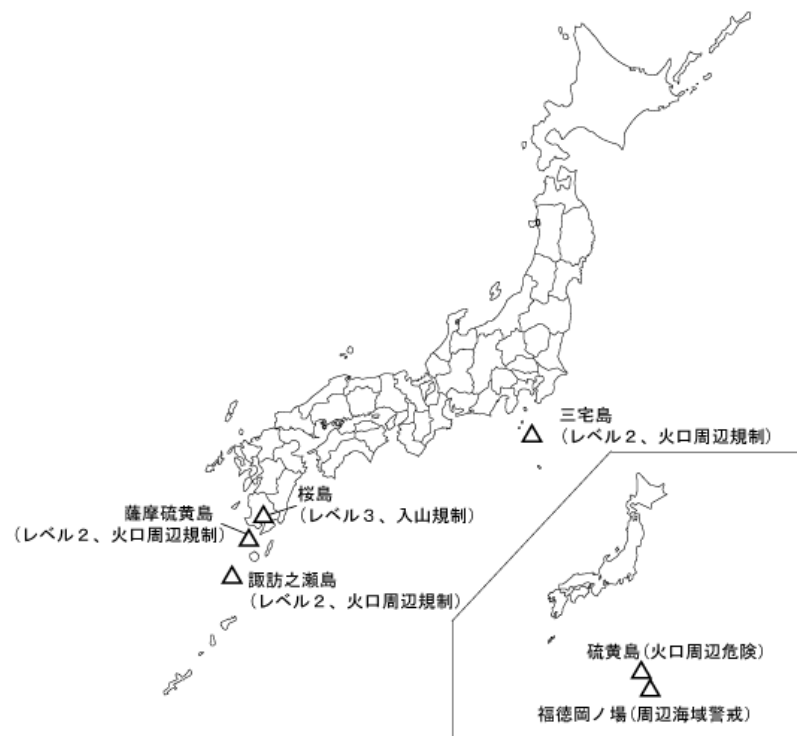 三宅島
(レベル2、火口周辺規制)
桜島
(レベル3、入山規制)
薩摩硫黄島
(レベル2、火口周辺規制)
諏訪之瀬島
(レベル2、火口周辺規制)
硫黄島(火口周辺危険)
福徳岡ノ場(周辺海域警戒)